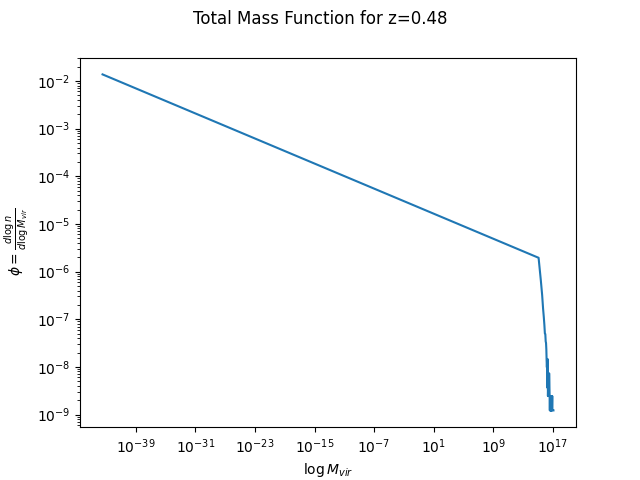 Total Mass Function for z=0.48
10⁻²
10⁻³
10⁻⁴
10⁻⁵
10⁻⁶
10⁻⁷
10⁻⁸
10⁻⁹
ϕ = d log n / d log M_vir
10⁻³⁹ 10⁻³¹ 10⁻²³ 10⁻¹⁵ 10⁻⁷ 10¹ 10⁹ 10¹⁷
log M_vir